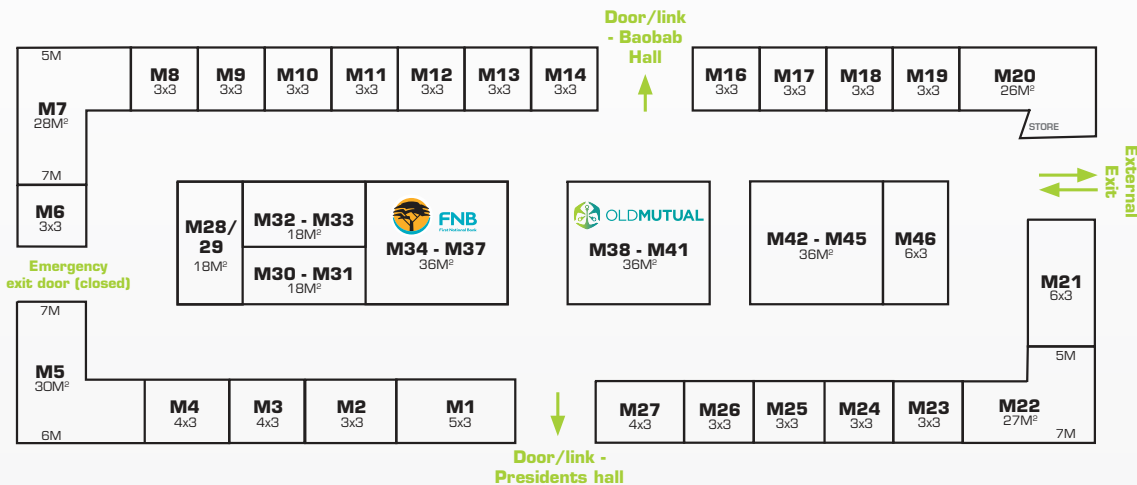 Door/link
- Baobab
Hall
5M
M7
28M²
7M
M8
3x3
M9
3x3
M10
3x3
M11
3x3
M12
3x3
M13
3x3
M14
3x3
M16
3x3
M17
3x3
M18
3x3
M19
3x3
M20
26M²
STORE
External
Exit
M6
3x3
Emergency
exit door (closed)
M28/
29
18M²
M32 - M33
18M²
M30 - M31
18M²
FNB
First National Bank
M34 - M37
36M²
OLDMUTUAL
M38 - M41
36M²
M42 - M45
36M²
M46
6x3
M21
6x3
7M
M5
30M²
6M
M4
4x3
M3
4x3
M2
3x3
M1
5x3
M27
4x3
M26
3x3
M25
3x3
M24
3x3
M23
3x3
5M
M22
27M²
7M
Door/link -
Presidents hall